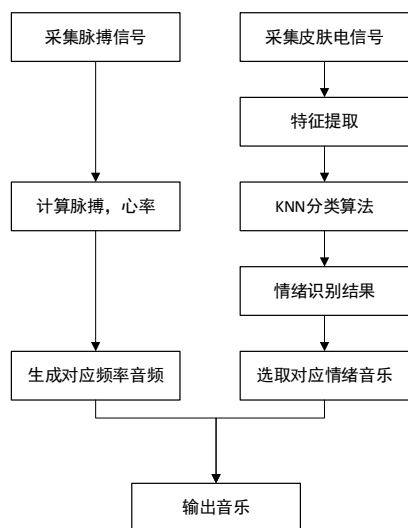 采集脉搏信号
采集皮肤电信号
特征提取
计算脉搏，心率
KNN分类算法
情绪识别结果
生成对应频率音频
选取对应情绪音乐
输出音乐